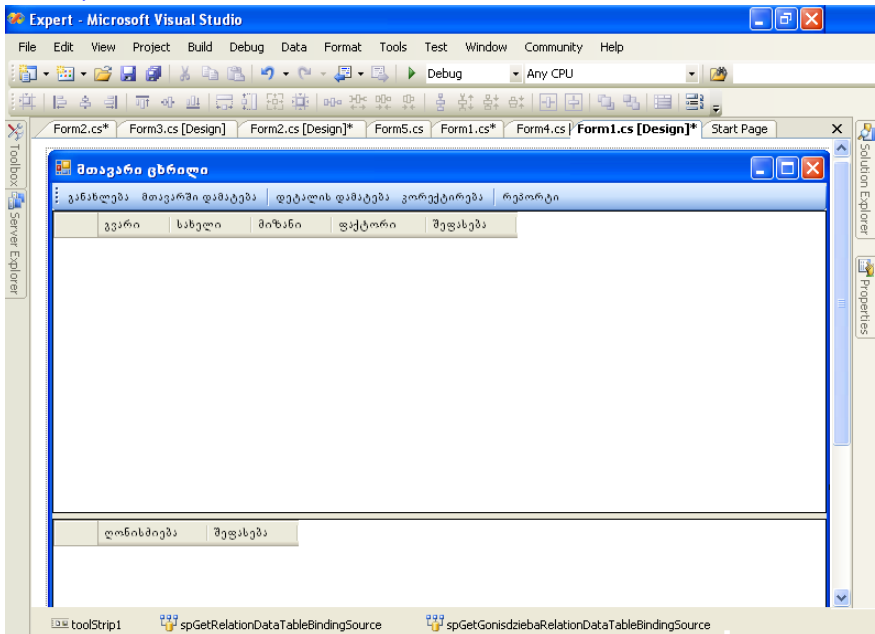 Expert - Microsoft Visual Studio
File Edit View Project Build Debug Data Format Tools Test Window Community Help
Debug Any CPU
Form2.cs* Form3.cs [Design] Form2.cs [Design]* Form5.cs Form1.cs* Form4.cs Form1.cs [Design]* Start Page
Toolbox
Server Explorer
Solution Explorer
Properties
მთავარი ცხრილი
განახლება მთავარში დამატება დეტალის დამატება კორექტირება რეპორტი
გვარი სახელი მიზანი ფაქტორი შეფასება
ღონისძიება შეფასება
toolStrip1 spGetRelationDataTableBindingSource spGetGonisdziebaRelationDataTableBindingSource